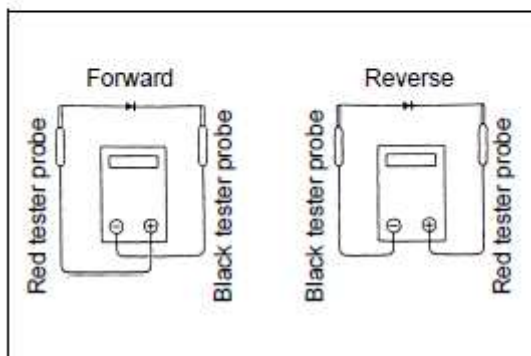 Forward
Reverse
Red tester probe
Black tester probe
Black tester probe
Red tester probe
− +
− +